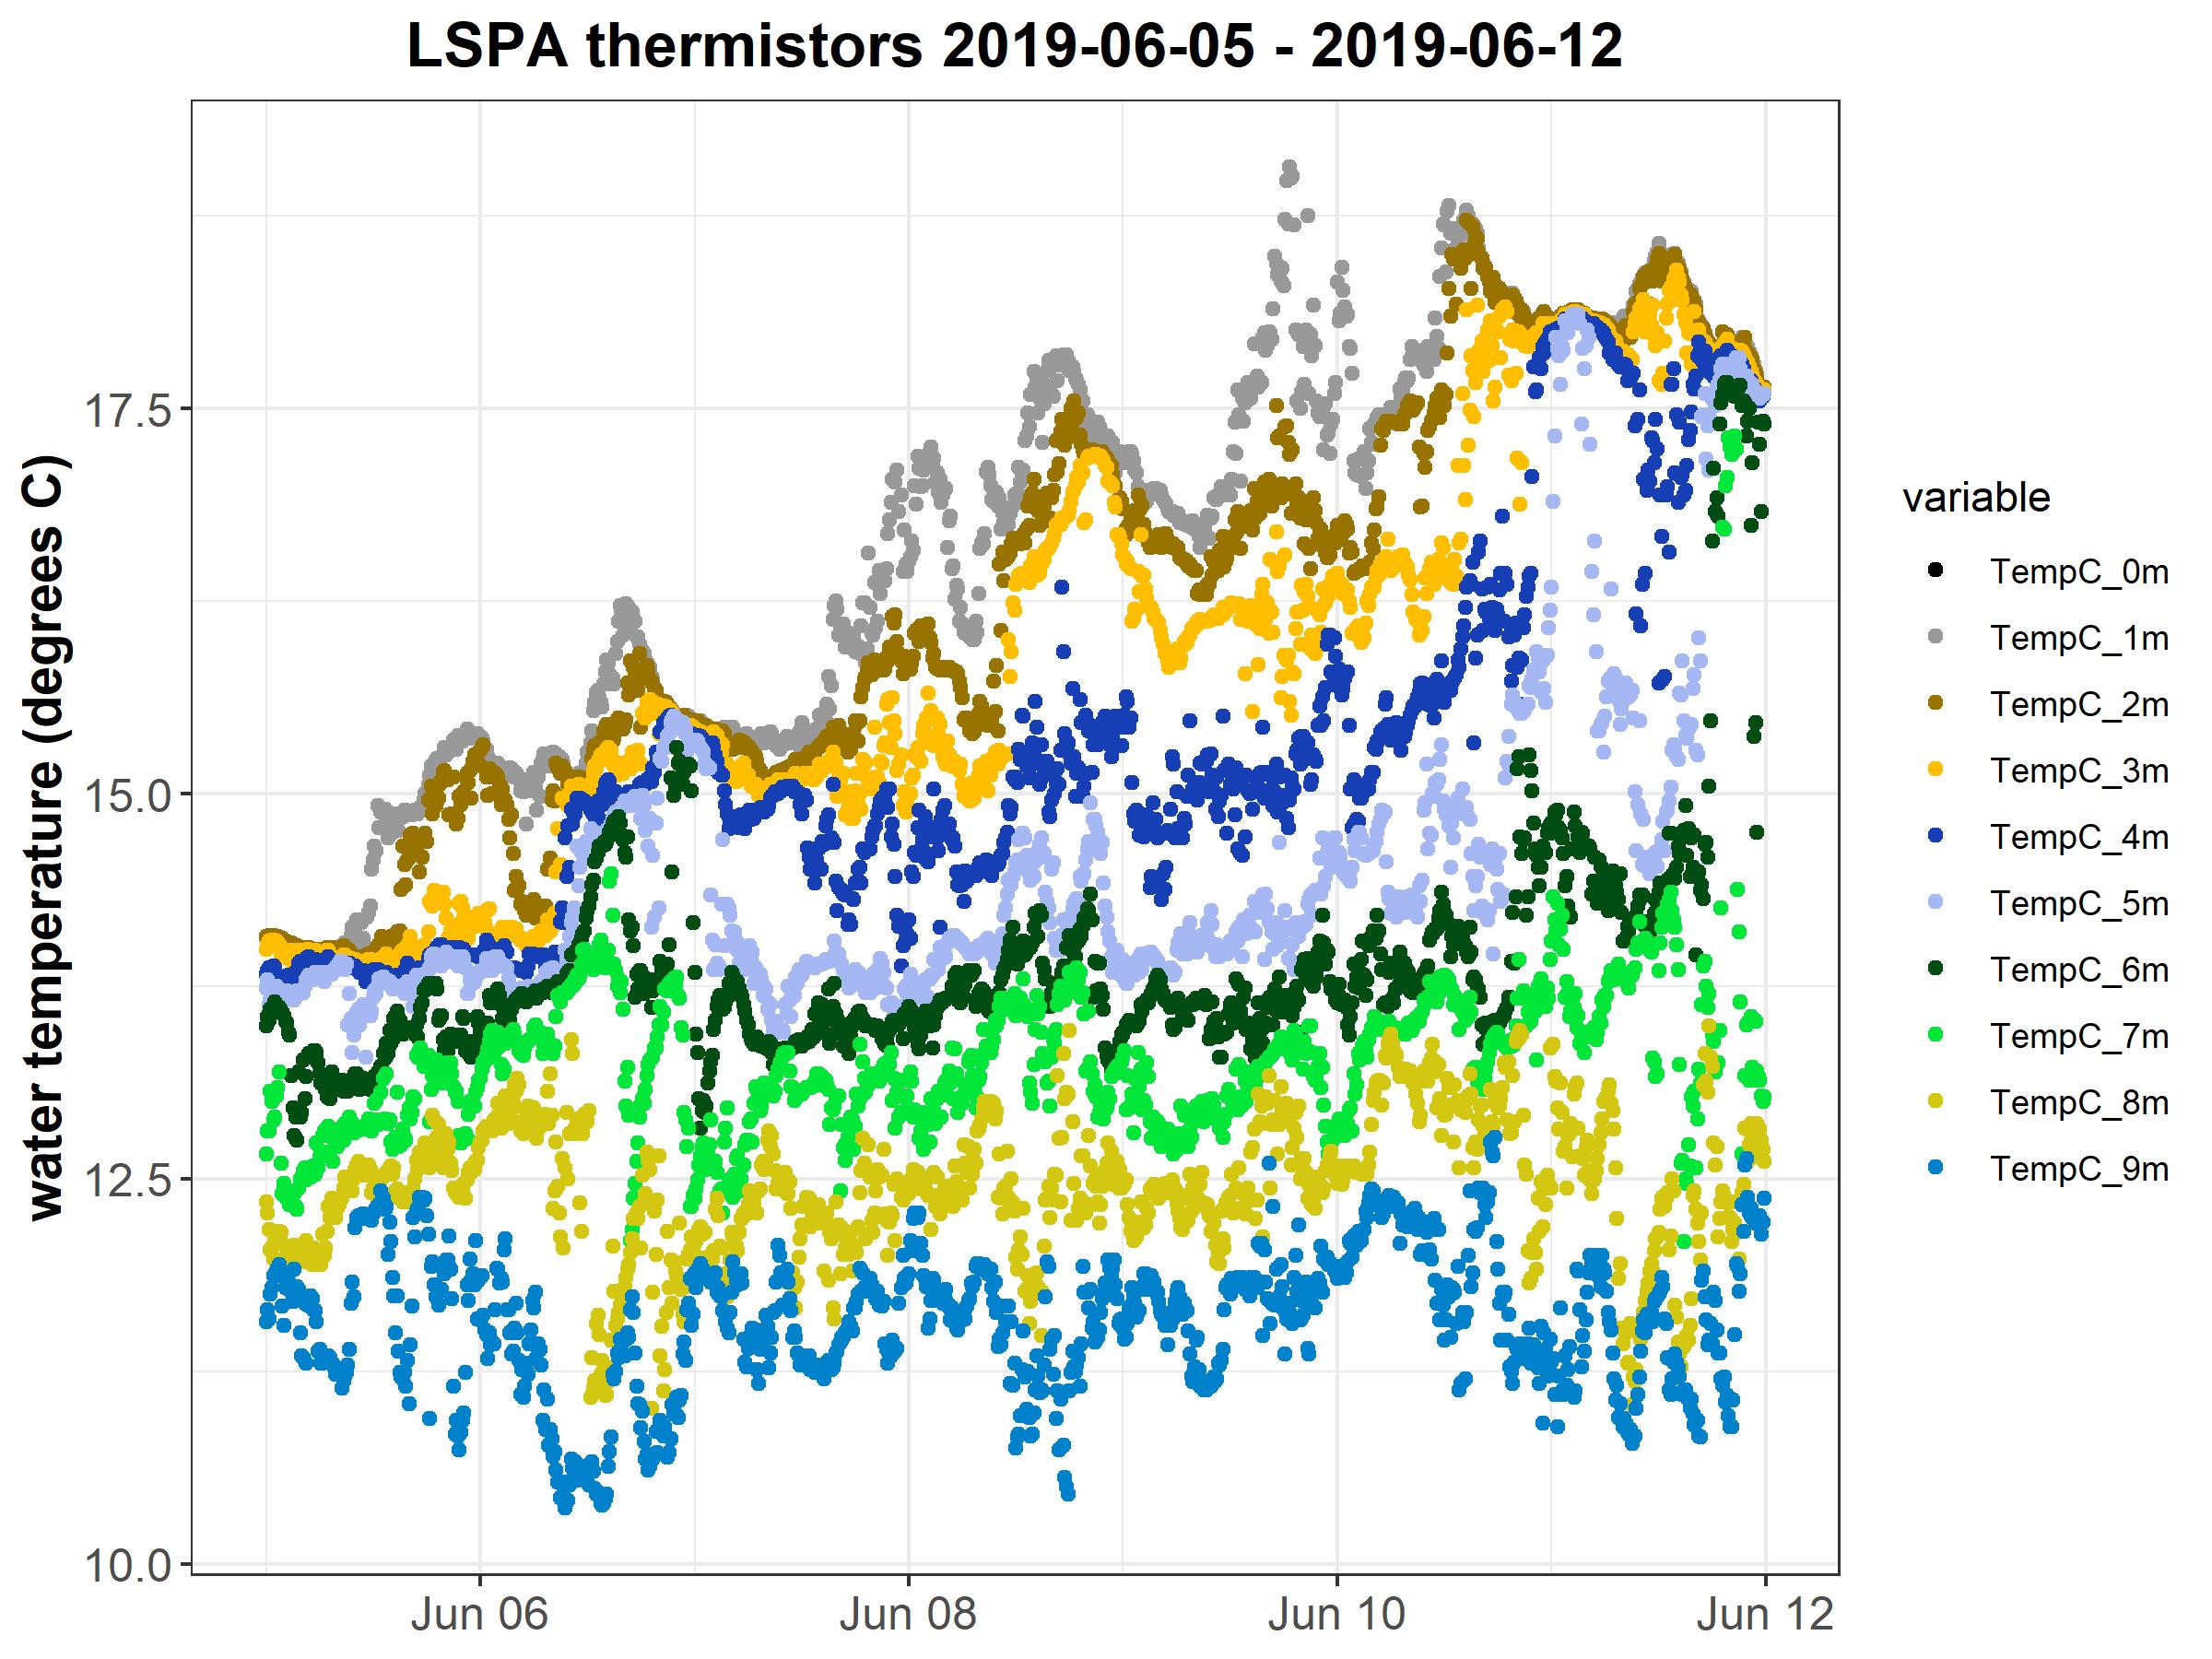 LSPA thermistors 2019-06-05 - 2019-06-12
water temperature (degrees C)
17.5
15.0
12.5
10.0
Jun 06
Jun 08
Jun 10
Jun 12
variable
TempC_0m
TempC_1m
TempC_2m
TempC_3m
TempC_4m
TempC_5m
TempC_6m
TempC_7m
TempC_8m
TempC_9m